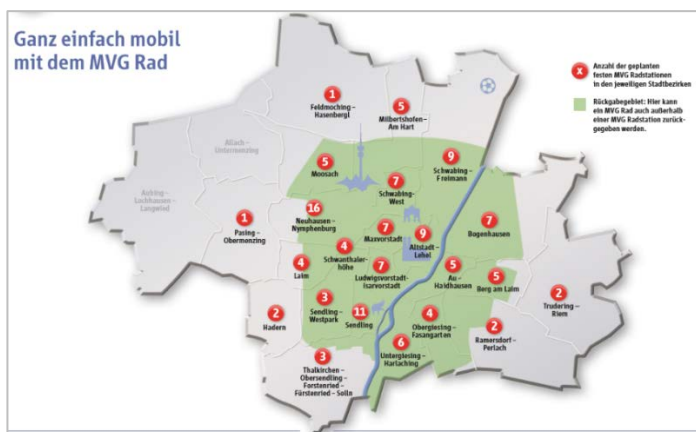 Ganz einfach mobil
mit dem MVG Rad
X
Anzahl der geplanten
festen MVG Radstationen
in den jeweiligen Stadtbezirken
Rückgabegebiet: Hier kann
ein MVG Rad auch außerhalb
einer MVG Radstation zurück-
gegeben werden.
1
Feldmoching –
Hasenbergl
5
Milbertshofen –
Am Hart
Allach –
Untermenzing
Aubing –
Lochhausen –
Langwied
5
Moosach
9
Schwabing –
Freimann
7
Schwabing-
West
16
Neuhausen –
Nymphenburg
1
Pasing –
Obermenzing
7
Maxvorstadt
9
Altstadt –
Lehel
7
Bogenhausen
4
Schwanthaler-
höhe
4
Laim
7
Ludwigsvorstadt-
Isarvorstadt
5
Au –
Haidhausen
5
Berg am Laim
2
Trudering –
Riem
3
Sendling –
Westpark
11
Sendling
2
Hadern
4
Obergiesing –
Fasangarten
2
Ramersdorf –
Perlach
6
Untergiesing –
Harlaching
3
Thalkirchen –
Obersendling –
Forstenried –
Fürstenried – Solln